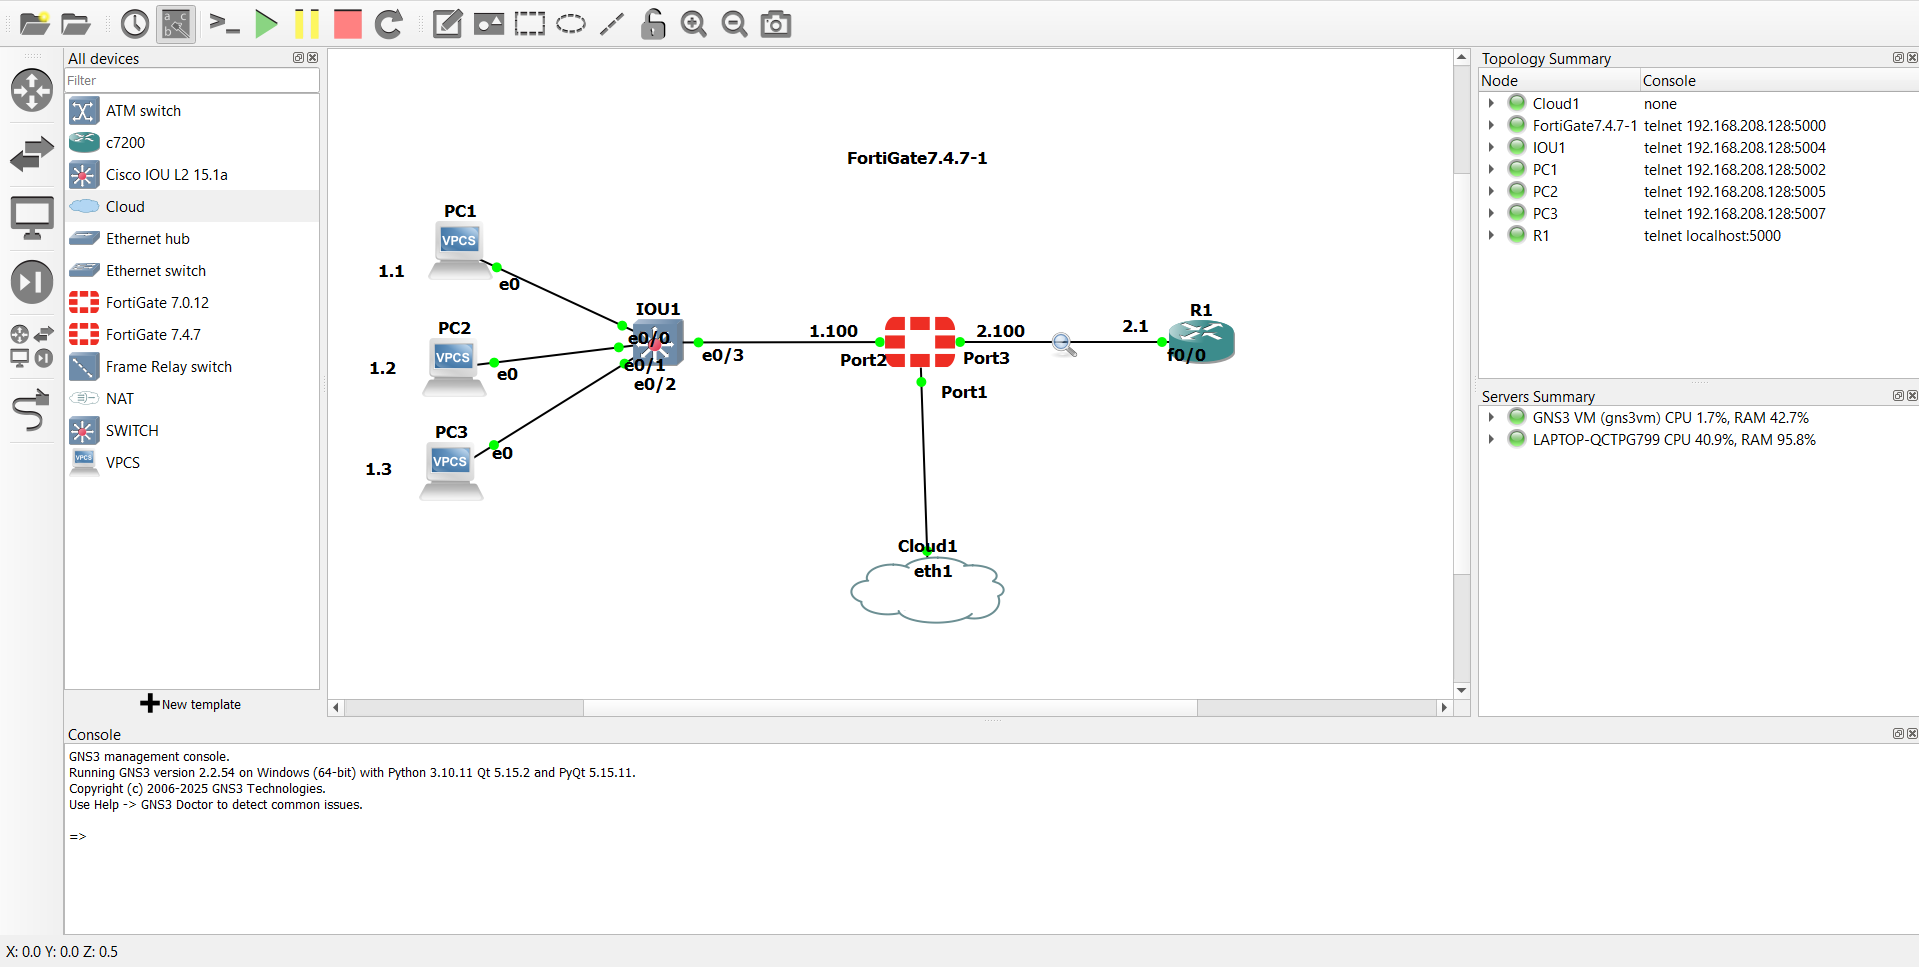 All devices
Filter
ATM switch
c7200
Cisco IOU L2 15.1a
Cloud
Ethernet hub
Ethernet switch
FortiGate 7.0.12
FortiGate 7.4.7
Frame Relay switch
NAT
SWITCH
VPCS
New template
FortiGate7.4.7-1
PC1
VPCS
1.1
e0
PC2
VPCS
1.2
e0
PC3
VPCS
1.3
e0
IOU1
e0/0
e0/1
e0/2
e0/3
1.100
Port2
2.100
Port3
Port1
2.1
R1
f0/0
Cloud1
eth1
Topology Summary
Node Console
Cloud1 none
FortiGate7.4.7-1 telnet 192.168.208.128:5000
IOU1 telnet 192.168.208.128:5004
PC1 telnet 192.168.208.128:5002
PC2 telnet 192.168.208.128:5005
PC3 telnet 192.168.208.128:5007
R1 telnet localhost:5000
Servers Summary
GNS3 VM (gns3vm) CPU 1.7%, RAM 42.7%
LAPTOP-QCTPG799 CPU 40.9%, RAM 95.8%
Console
GNS3 management console.
Running GNS3 version 2.2.54 on Windows (64-bit) with Python 3.10.11 Qt 5.15.2 and PyQt 5.15.11.
Copyright (c) 2006-2025 GNS3 Technologies.
Use Help -> GNS3 Doctor to detect common issues.
=>
X: 0.0 Y: 0.0 Z: 0.5